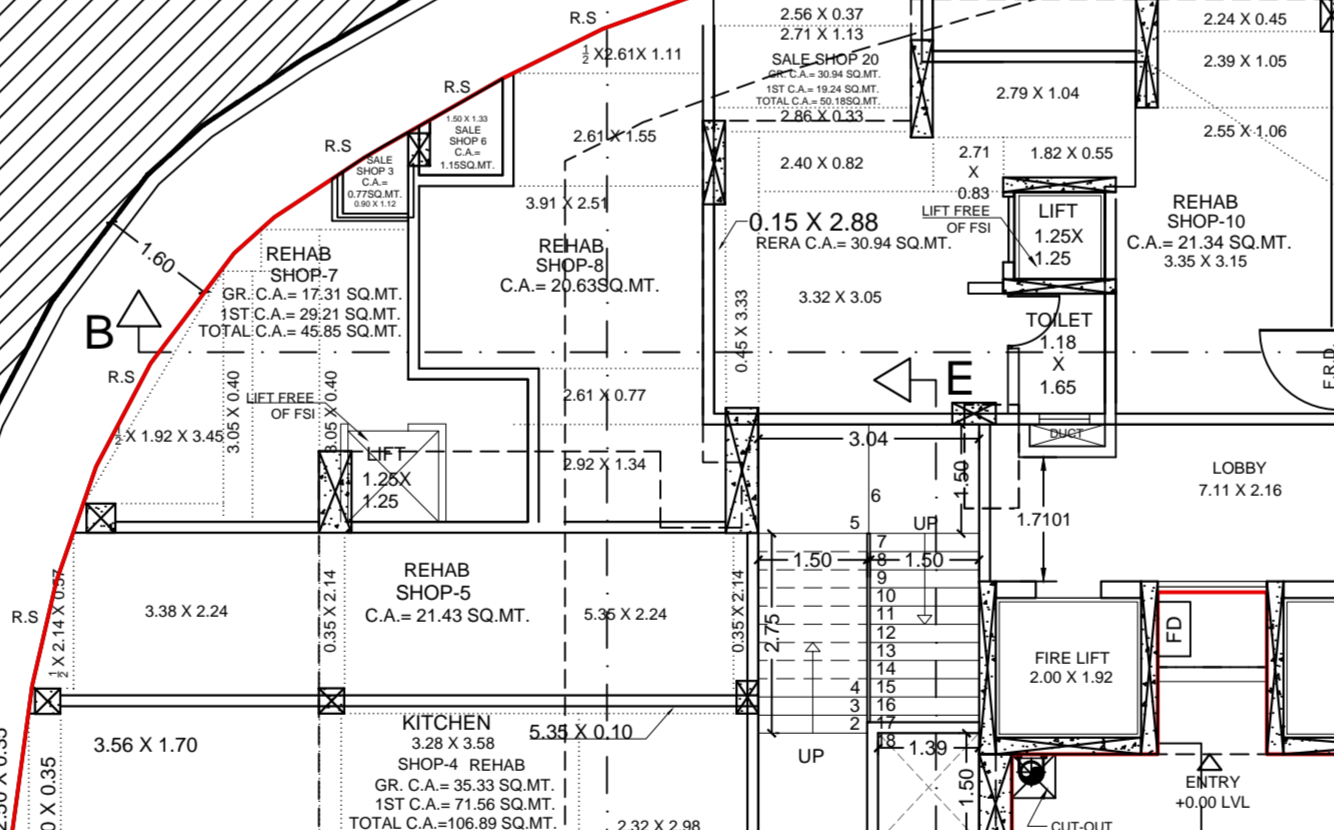 R.S
½ X2.61X 1.11
2.56 X 0.37
2.71 X 1.13
SALE SHOP 20
GR. C.A.= 30.94 SQ.MT.
1ST C.A.= 19.24 SQ.MT.
TOTAL C.A.= 50.18SQ.MT.
2.86 X 0.33
2.24 X 0.45
2.39 X 1.05
2.79 X 1.04
2.55 X 1.06
R.S
1.50 X 1.33
SALE
SHOP 6
C.A.=
1.15SQ.MT.
2.61 X 1.55
2.40 X 0.82
2.71
X
0.83
1.82 X 0.55
R.S
SALE
SHOP 3
C.A.=
0.77SQ.MT.
0.90 X 1.12
3.91 X 2.51
0.15 X 2.88
RERA C.A.= 30.94 SQ.MT.
LIFT FREE
OF FSI
LIFT
1.25X
1.25
REHAB
SHOP-10
C.A.= 21.34 SQ.MT.
3.35 X 3.15
1.60
REHAB
SHOP-7
GR. C.A.= 17.31 SQ.MT.
1ST C.A.= 29.21 SQ.MT.
TOTAL C.A.= 45.85 SQ.MT.
REHAB
SHOP-8
C.A.= 20.63SQ.MT.
3.32 X 3.05
0.45 X 3.33
TOILET
1.18
X
1.65
B
E
F.R.D.
R.S
LIFT FREE
OF FSI
3.05 X 0.40
3.05 X 0.40
½ X 1.92 X 3.45
LIFT
1.25X
1.25
2.61 X 0.77
2.92 X 1.34
3.04
DUCT
1.50
LOBBY
7.11 X 2.16
1.7101
6
5
UP
7
8
9
10
11
12
13
14
15
16
17
18
4
3
2
1.50
1.50
2.75
UP
R.S
½ X 2.14 X 0.57
3.38 X 2.24
0.35 X 2.14
REHAB
SHOP-5
C.A.= 21.43 SQ.MT.
5.35 X 2.24
0.35 X 2.14
FIRE LIFT
2.00 X 1.92
FD
3.56 X 1.70
KITCHEN
3.28 X 3.58
SHOP-4 REHAB
GR. C.A.= 35.33 SQ.MT.
1ST C.A.= 71.56 SQ.MT.
TOTAL C.A.=106.89 SQ.MT.
5.35 X 0.10
2.32 X 2.98
1.39
1.50
ENTRY
+0.00 LVL
CUT-OUT
0 X 0.35